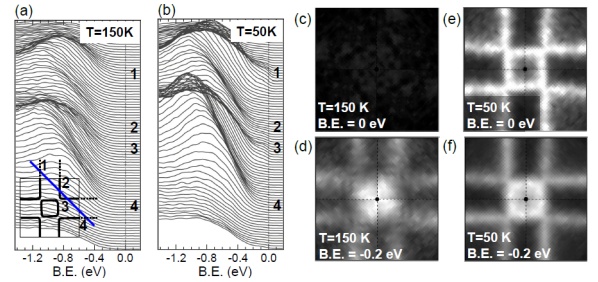 (a)
T=150K
1
2
3
4
1
2
3
4
-1.2 -0.8 -0.4 0.0
B.E. (eV)
(b)
T=50K
1
2
3
4
-1.2 -0.8 -0.4 0.0
B.E. (eV)
(c)
T=150 K
B.E. = 0 eV
(d)
T=150 K
B.E. = -0.2 eV
(e)
T=50 K
B.E. = 0 eV
(f)
T=50 K
B.E. = -0.2 eV